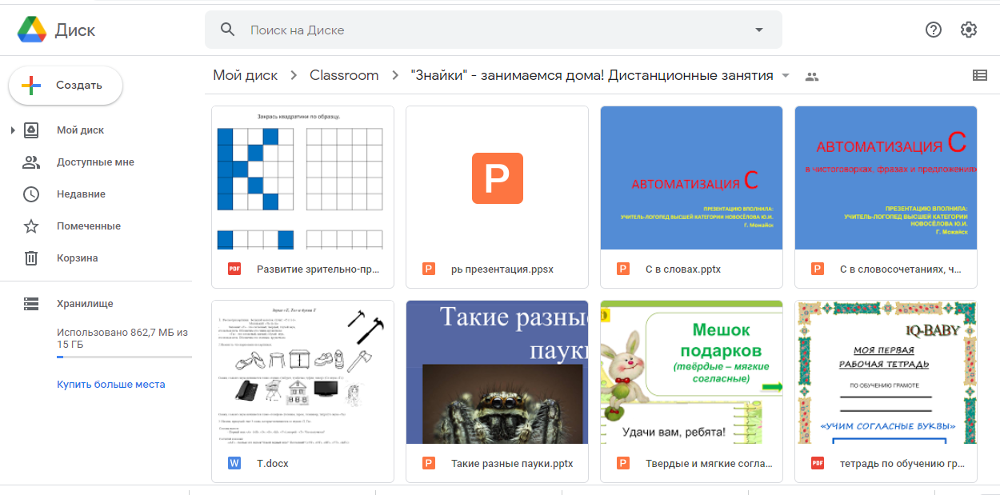 Диск
Поиск на Диске
Создать
Мой диск
Доступные мне
Недавние
Помеченные
Корзина
Хранилище
Использовано 862,7 МБ из
15 ГБ
Купить больше места
Мой диск
Classroom
"Знайки" - занимаемся дома! Дистанционные занятия
Закрась квадратики по образцу.
PDF
Развитие зрительно-пр...
P
P
рь презентация.ppsx
АВТОМАТИЗАЦИЯ С
ПРЕЗЕНТАЦИЮ ВПОЛНИЛА:
УЧИТЕЛЬ-ЛОГОПЕД ВЫСШЕЙ КАТЕГОРИИ НОВОСЁЛОВА Ю.И.
Г. Можайск
P
С в словах.pptx
АВТОМАТИЗАЦИЯ С
в чистоговорках, фразах и предложениях
ПРЕЗЕНТАЦИЮ ВПОЛНИЛА:
УЧИТЕЛЬ-ЛОГОПЕД ВЫСШЕЙ КАТЕГОРИИ
НОВОСЁЛОВА Ю.И.
Г. Можайск
P
С в словосочетаниях, ч...
W
Т.docx
Такие разные
пауки
P
Такие разные пауки.pptx
Мешок
подарков
(твёрдые – мягкие
согласные)
Удачи вам, ребята!
P
Твердые и мягкие согла...
IQ-BABY
МОЯ ПЕРВАЯ
РАБОЧАЯ ТЕТРАДЬ
ПО ОБУЧЕНИЮ ГРАМОТЕ
«УЧИМ СОГЛАСНЫЕ БУКВЫ»
PDF
тетрадь по обучению гр...